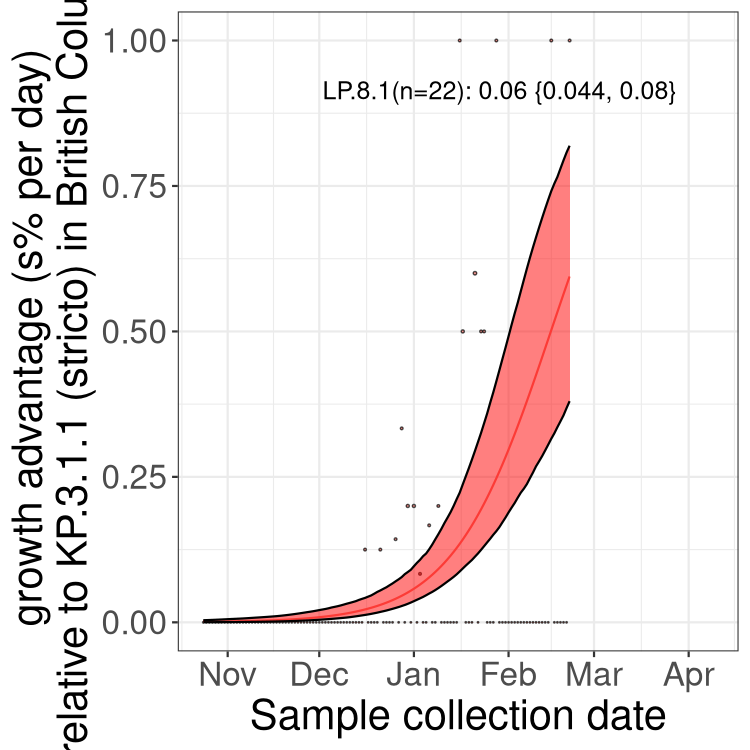 growth advantage (s% per day)
relative to KP.3.1.1 (stricto) in British Colu
1.00
0.75
0.50
0.25
0.00
LP.8.1(n=22): 0.06 {0.044, 0.08}
Nov Dec Jan Feb Mar Apr
Sample collection date